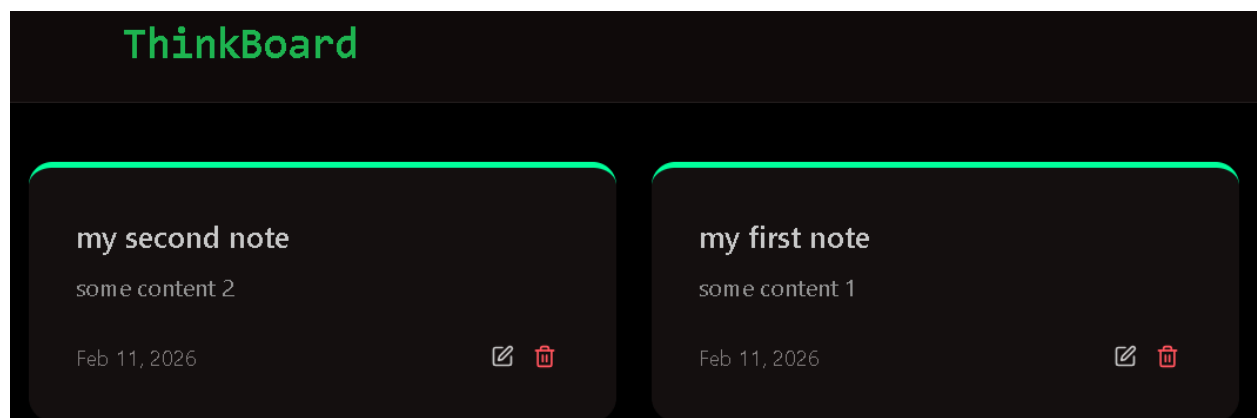 ThinkBoard
my second note
some content 2
Feb 11, 2026
my first note
some content 1
Feb 11, 2026